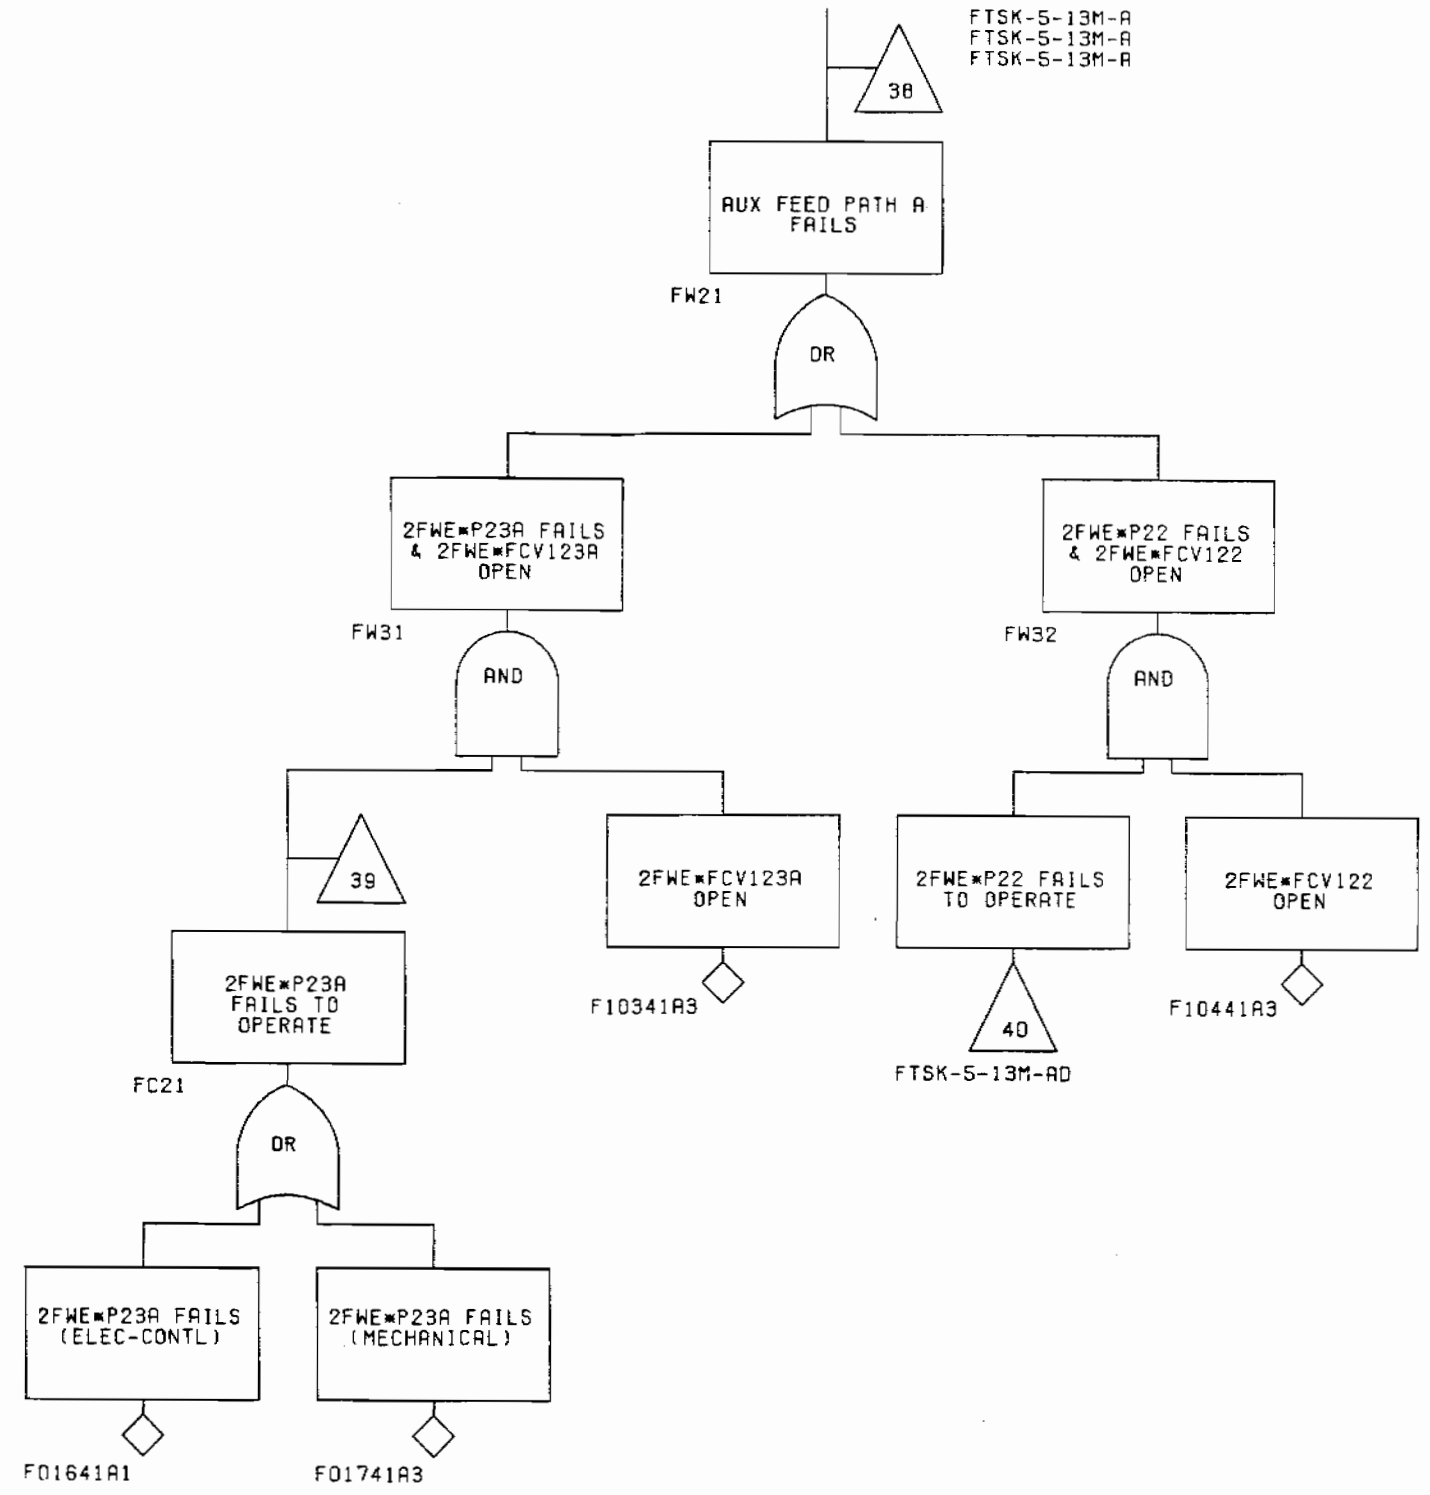 FTSK-5-13M-A
FTSK-5-13M-A
FTSK-5-13M-A
38
AUX FEED PATH A
FAILS
FW21
OR
2FWE*P23A FAILS
& 2FWE*FCV123A
OPEN
FW31
AND
2FWE*P22 FAILS
& 2FWE*FCV122
OPEN
FW32
AND
39
2FWE*P23A
FAILS TO
OPERATE
FC21
OR
2FWE*FCV123A
OPEN
F10341A3
2FWE*P22 FAILS
TO OPERATE
40
FTSK-5-13M-AD
2FWE*FCV122
OPEN
F10441A3
2FWE*P23A FAILS
(ELEC-CONTL)
F01641A1
2FWE*P23A FAILS
(MECHANICAL)
F01741A3